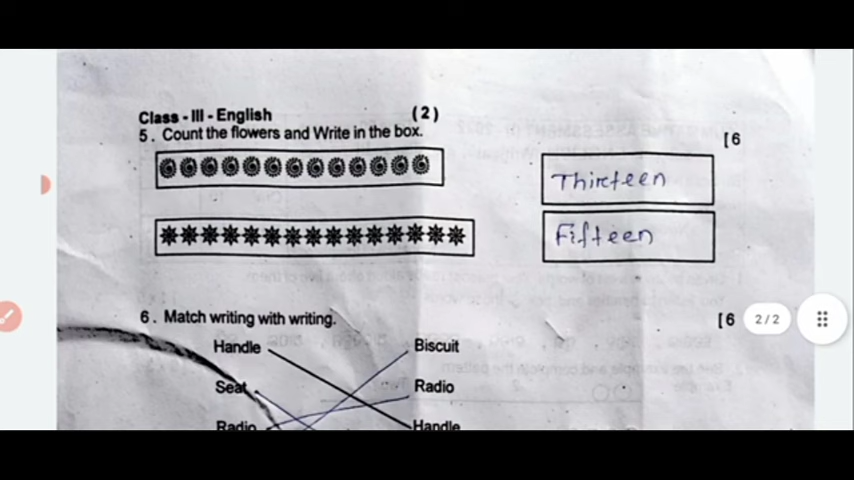 Class - III - English (2)
5. Count the flowers and Write in the box. [6
Thirteen
Fifteen
6. Match writing with writing. [6
2/2
Handle Biscuit
Seat Radio
Radio Handle